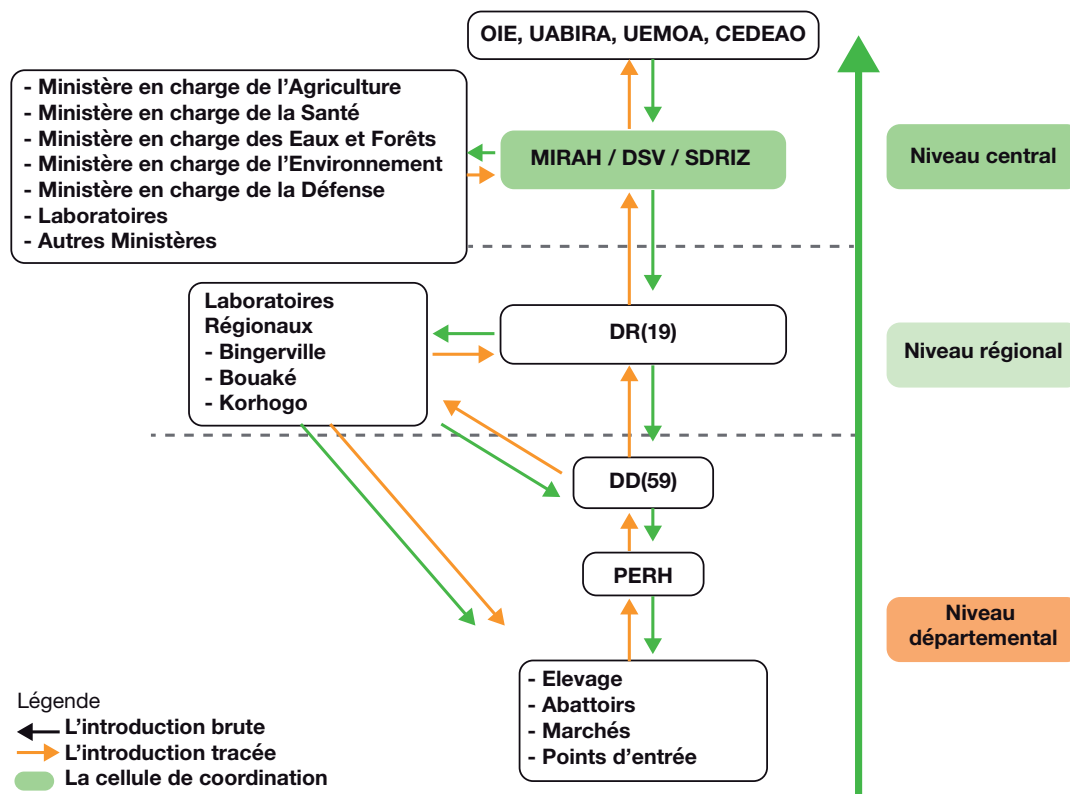 OIE, UABIRA, UEMOA, CEDEAO
- Ministère en charge de l'Agriculture
- Ministère en charge de la Santé
- Ministère en charge des Eaux et Forêts
- Ministère en charge de l'Environnement
- Ministère en charge de la Défense
- Laboratoires
- Autres Ministères
MIRAH / DSV / SDRIZ
Niveau central
Laboratoires
Régionaux
- Bingerville
- Bouaké
- Korhogo
DR(19)
Niveau régional
DD(59)
PERH
Niveau
départemental
- Elevage
- Abattoirs
- Marchés
- Points d'entrée
Légende
L'introduction brute
L'introduction tracée
La cellule de coordination